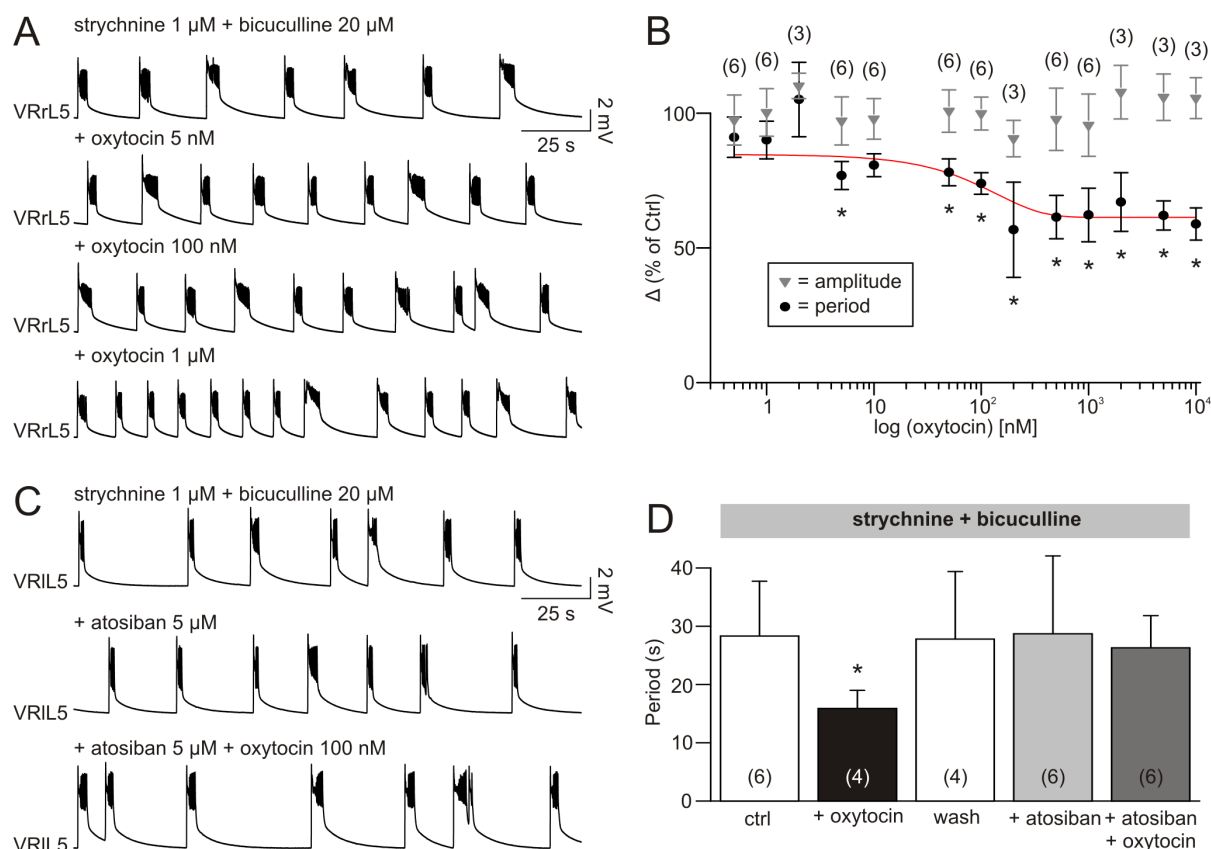 A
strychnine 1 µM + bicuculline 20 µM
VRrL5
2 mV
25 s
+ oxytocin 5 nM
VRrL5
+ oxytocin 100 nM
VRrL5
+ oxytocin 1 µM
VRrL5
B
(6) (6) (3) (6) (6) (6) (6) (3) (6) (6) (3) (3) (3)
Δ (% of Ctrl)
100
50
0
* * * * * * * * *
= amplitude
= period
1 10 10² 10³ 10⁴
log (oxytocin) [nM]
C
strychnine 1 µM + bicuculline 20 µM
VRlL5
2 mV
25 s
+ atosiban 5 µM
VRlL5
+ atosiban 5 µM + oxytocin 100 nM
VRlL5
D
strychnine + bicuculline
Period (s)
40
30
20
10
0
*
(6) (4) (4) (6) (6)
ctrl + oxytocin wash + atosiban + atosiban
+ oxytocin